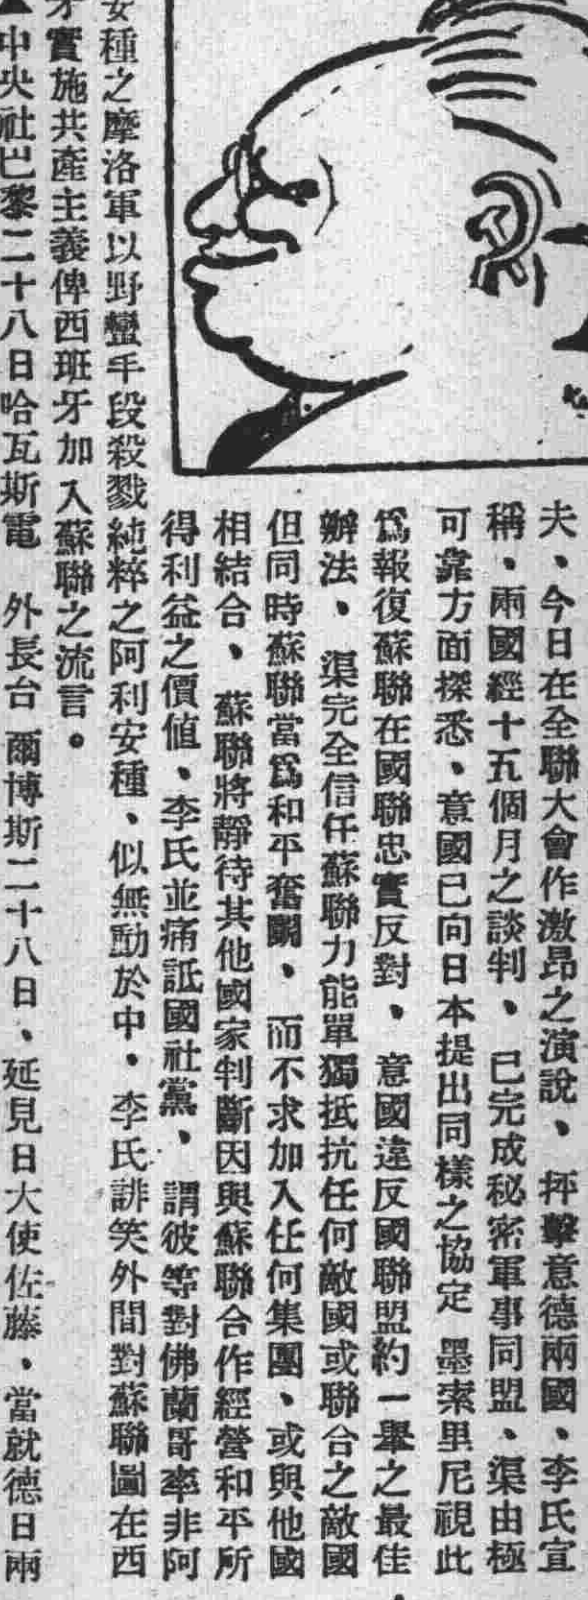 夫、今日在全聯大會作激昂之演說、抨擊意德兩國、李氏宣
稱、兩國經十五個月之談判、已完成秘密軍事同盟、渠由極
可靠方面探悉、意國已向日本提出同樣之協定 墨索里尼視此
爲報復蘇聯在國聯忠實反對、意國違反國聯盟約一舉之最佳
辦法、渠完全信任蘇聯力能單獨抵抗任何敵國或聯合之敵國
但同時蘇聯當爲和平奮鬭、而不求加入任何集團、或與他國
相結合、蘇聯將靜待其他國家判斷因與蘇聯合作經營和平所
得利益之價值、李氏並痛詆國社黨、謂彼等對佛蘭哥率非阿
安種之摩洛軍以野蠻手段殺戮純粹之阿利安種、似無動於中、李氏誹笑外間對蘇聯圖在西
牙實施共產主義俾西班牙加入蘇聯之流言。
▲中央社巴黎二十八日哈瓦斯電 外長台爾博斯二十八日、延見日大使佐藤、當就德日兩